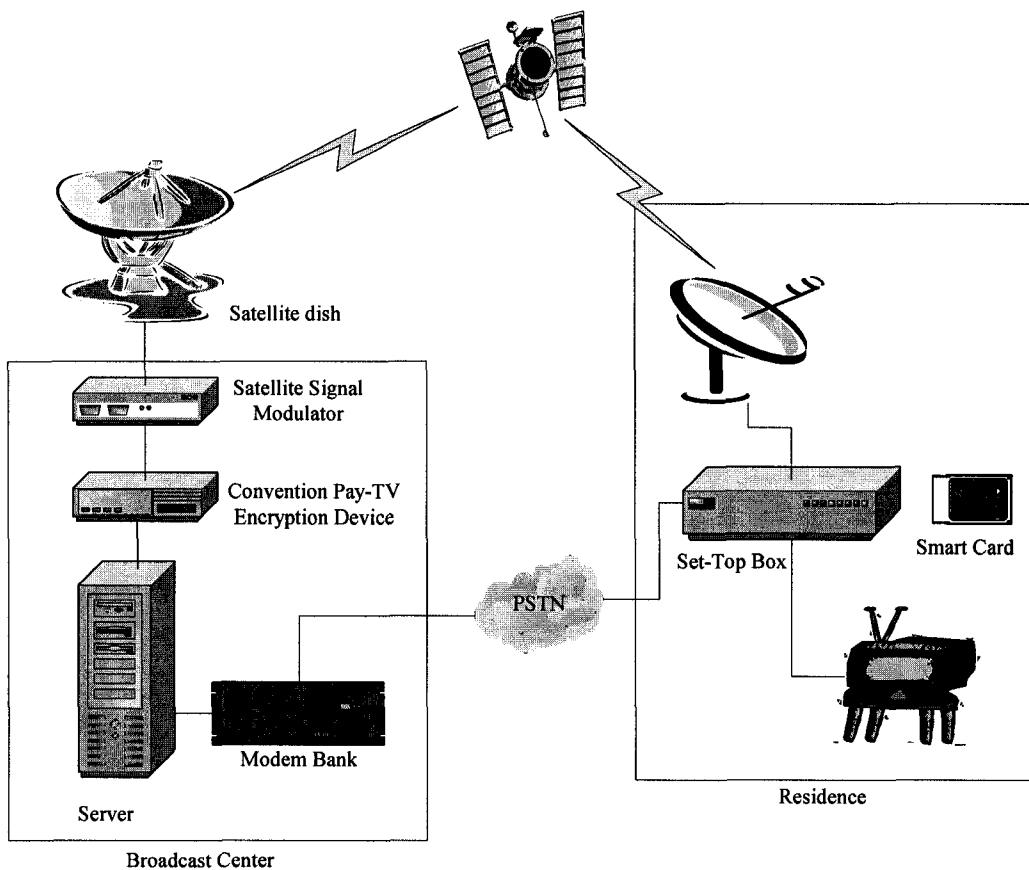 Satellite dish
Satellite Signal
Modulator
Convention Pay-TV
Encryption Device
Set-Top Box
Smart Card
PSTN
Modem Bank
Server
Residence
Broadcast Center